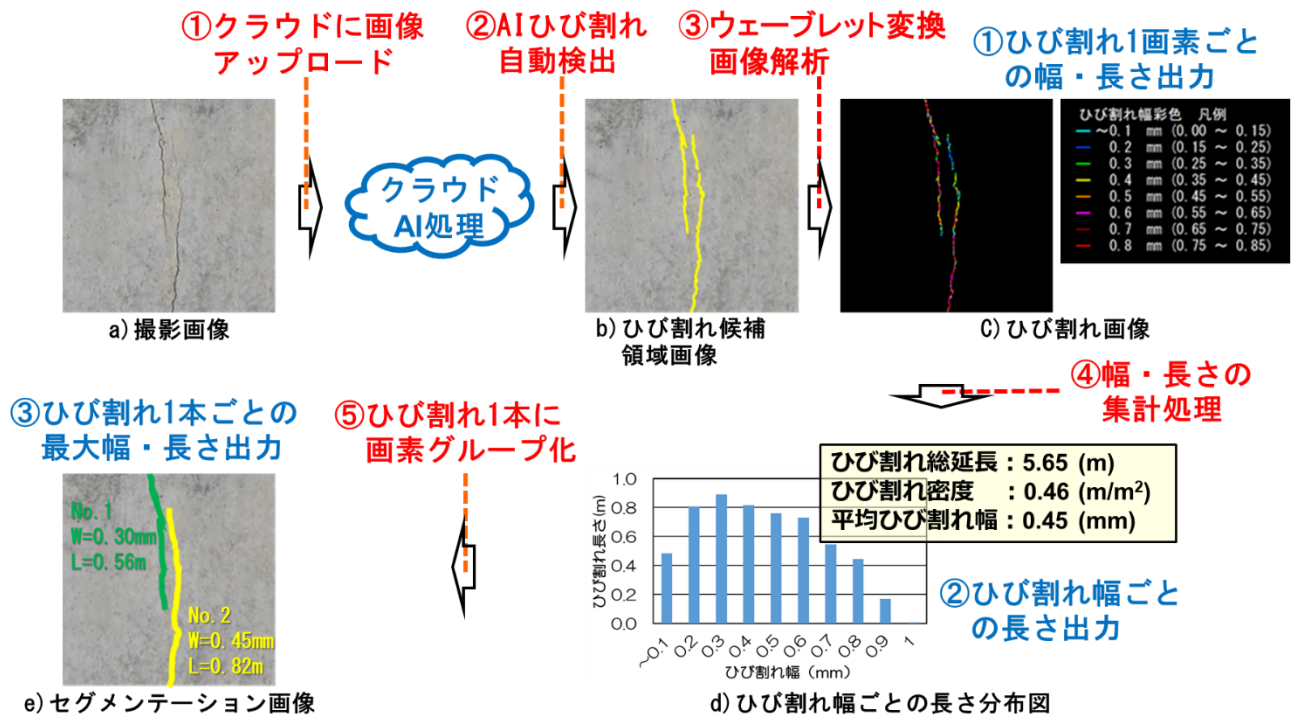 ①クラウドに画像
アップロード
②AIひび割れ
自動検出
③ウェーブレット変換
画像解析
①ひび割れ1画素ごと
の幅・長さ出力
クラウド
AI処理
ひび割れ幅彩色 凡例
～0.1 mm (0.00 ～ 0.15)
0.2 mm (0.15 ～ 0.25)
0.3 mm (0.25 ～ 0.35)
0.4 mm (0.35 ～ 0.45)
0.5 mm (0.45 ～ 0.55)
0.6 mm (0.55 ～ 0.65)
0.7 mm (0.65 ～ 0.75)
0.8 mm (0.75 ～ 0.85)
a)撮影画像
b)ひび割れ候補
領域画像
C)ひび割れ画像
④幅・長さの
集計処理
③ひび割れ1本ごとの
最大幅・長さ出力
⑤ひび割れ1本に
画素グループ化
No.1
W=0.30mm
L=0.56m
No.2
W=0.45mm
L=0.82m
e)セグメンテーション画像
ひび割れ総延長：5.65 (m)
ひび割れ密度 ：0.46 (m/m²)
平均ひび割れ幅：0.45 (mm)
ひび割れ長さ(m)
1.0
0.8
0.6
0.4
0.2
0.0
～0.1 0.2 0.3 0.4 0.5 0.6 0.7 0.8 0.9 1
ひび割れ幅（mm）
②ひび割れ幅ごと
の長さ出力
d)ひび割れ幅ごとの長さ分布図